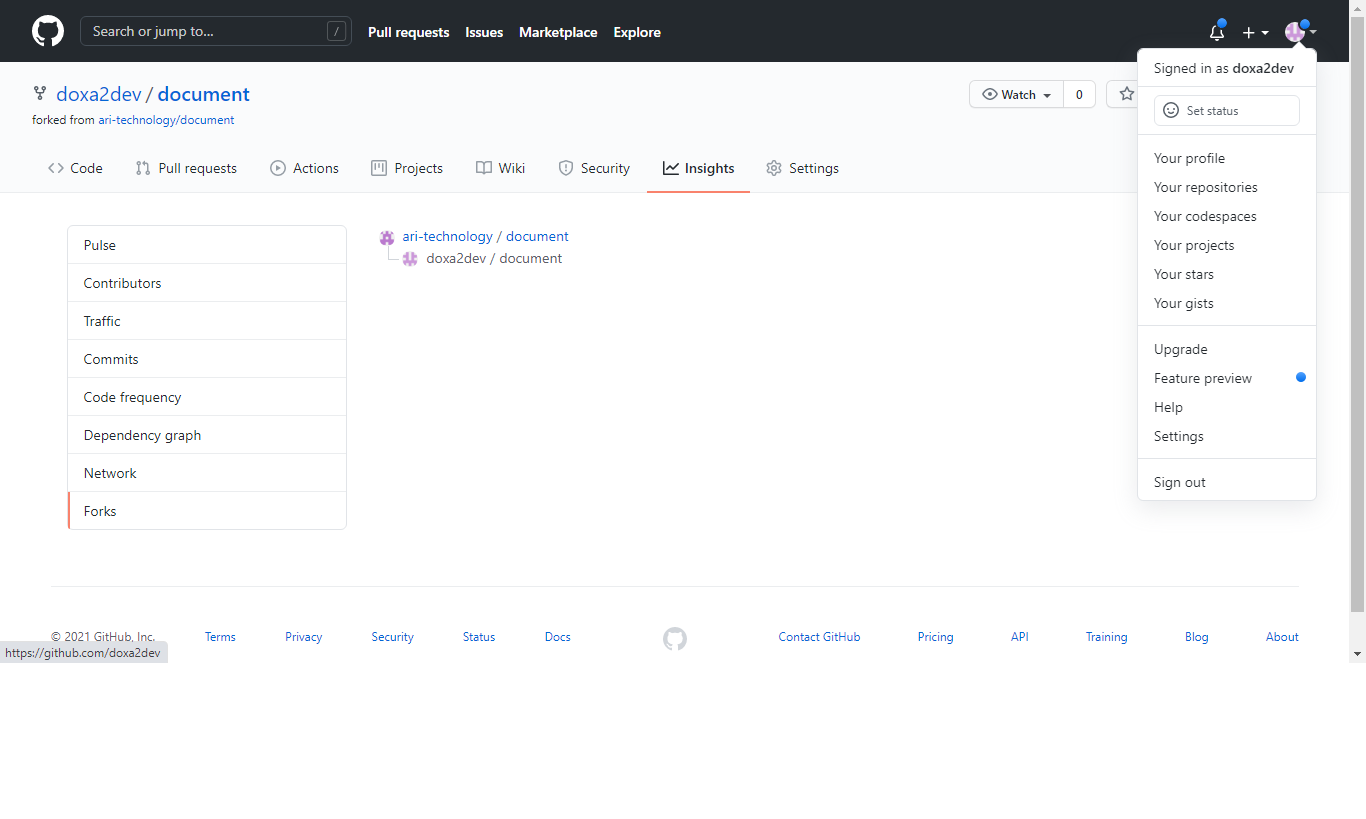 Search or jump to... /
Pull requests Issues Marketplace Explore
Signed in as doxa2dev
Set status
Your profile
Your repositories
Your codespaces
Your projects
Your stars
Your gists
Upgrade
Feature preview
Help
Settings
Sign out
doxa2dev / document
forked from ari-technology/document
Watch 0
Code Pull requests Actions Projects Wiki Security Insights Settings
Pulse
Contributors
Traffic
Commits
Code frequency
Dependency graph
Network
Forks
ari-technology / document
doxa2dev / document
© 2021 GitHub, Inc. Terms Privacy Security Status Docs Contact GitHub Pricing API Training Blog About
https://github.com/doxa2dev